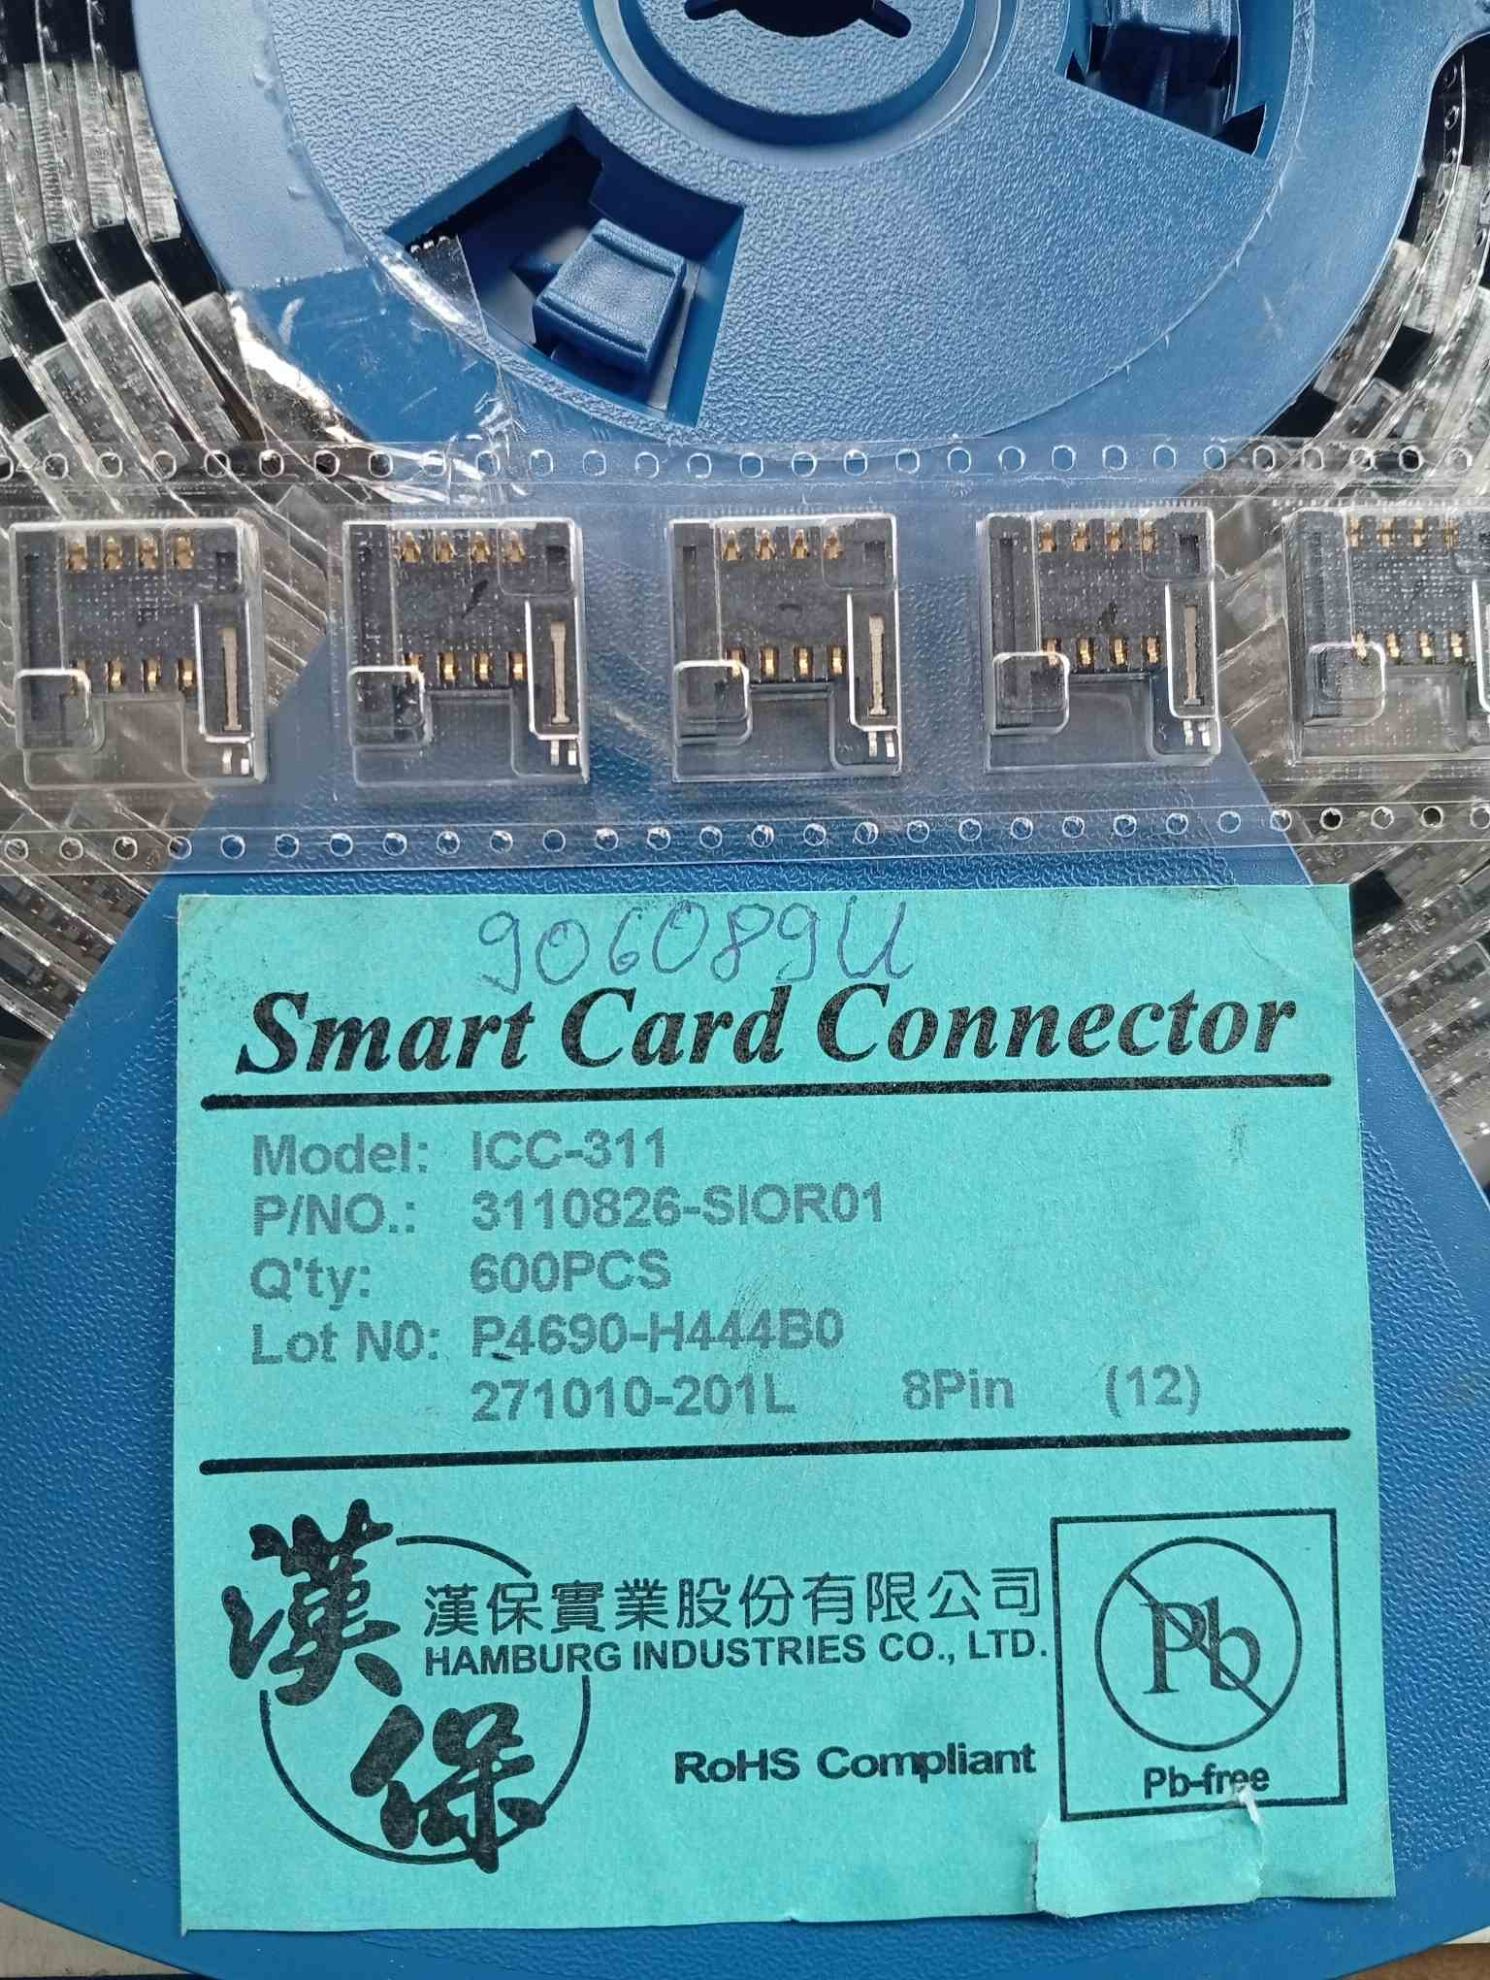 906089U
Smart Card Connector
Model: ICC-311
P/NO.: 3110826-SIOR01
Q'ty: 600PCS
Lot N0: P4690-H444B0
271010-201L 8Pin (12)
漢保
漢保實業股份有限公司
HAMBURG INDUSTRIES CO., LTD.
RoHS Compliant
Pb
Pb-free